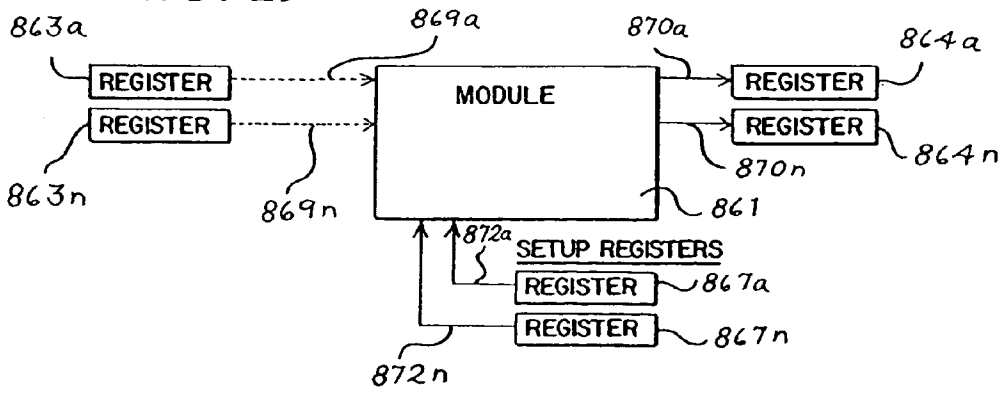 863a
869a
870a
864a
REGISTER
MODULE
REGISTER
REGISTER
REGISTER
863n
869n
870n
864n
861
872a
SETUP REGISTERS
REGISTER
867a
REGISTER
867n
872n